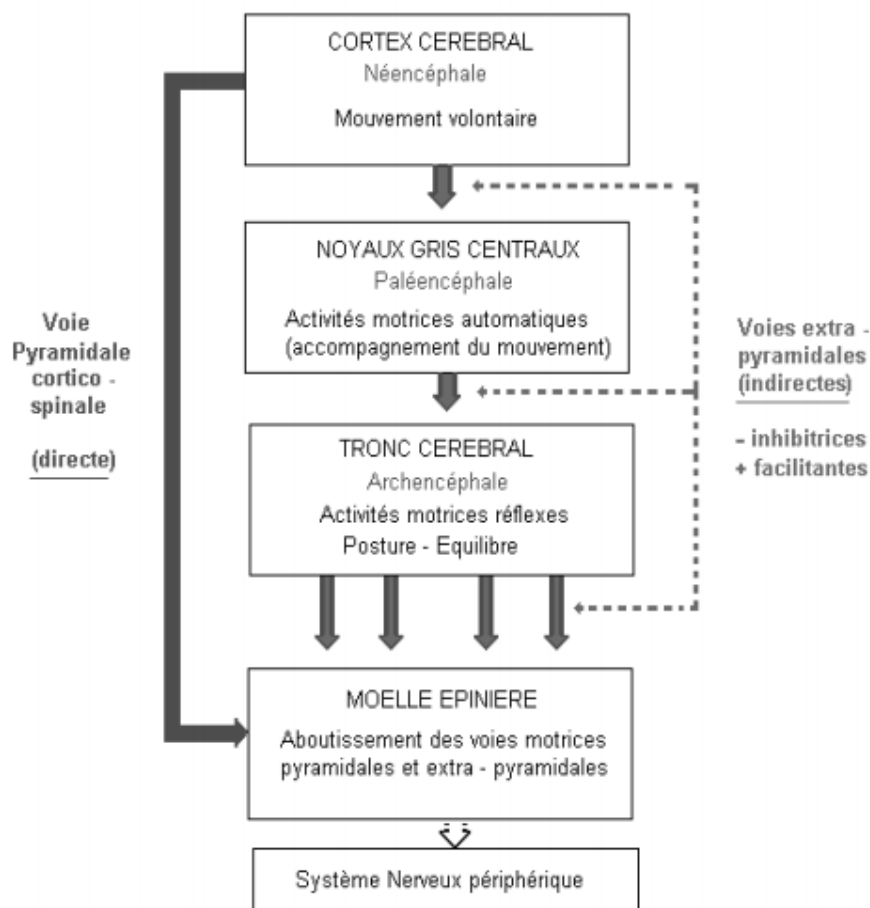 CORTEX CEREBRAL
Néencéphale
Mouvement volontaire
NOYAUX GRIS CENTRAUX
Paléencéphale
Activités motrices automatiques
(accompagnement du mouvement)
Voie
Pyramidale
cortico -
spinale
(directe)
Voies extra -
pyramidales
(indirectes)
- inhibitrices
+ facilitantes
TRONC CEREBRAL
Archencéphale
Activités motrices réflexes
Posture - Equilibre
MOELLE EPINIERE
Aboutissement des voies motrices
pyramidales et extra - pyramidales
Système Nerveux périphérique